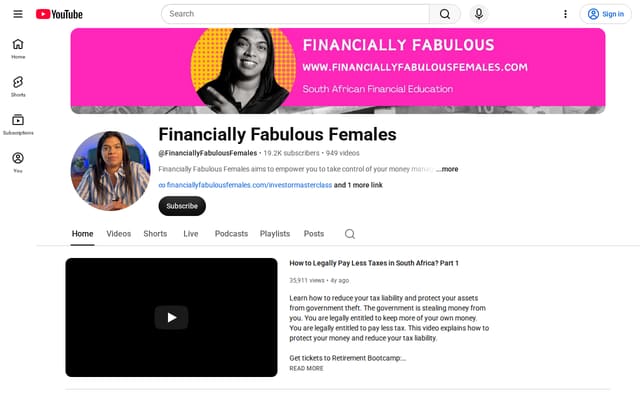 YouTube
Search
Sign in
Home
Shorts
Subscriptions
You
FINANCIALLY FABULOUS
WWW.FINANCIALLYFABULOUSFEMALES.COM
South African Financial Education
Financially Fabulous Females
@FinanciallyFabulousFemales • 19.2K subscribers • 949 videos
Financially Fabulous Females aims to empower you to take control of your money ...more
financiallyfabulousfemales.com/investormasterclass and 1 more link
Subscribe
Home Videos Shorts Live Podcasts Playlists Posts
How to Legally Pay Less Taxes in South Africa? Part 1
35,911 views • 4y ago
Learn how to reduce your tax liability and protect your assets
from government theft. The government is stealing money from
you. You are legally entitled to keep more of your own money.
You are legally entitled to pay less tax. This video explains how to
protect your money and reduce your tax liability.
Get tickets to Retirement Bootcamp:...
READ MORE